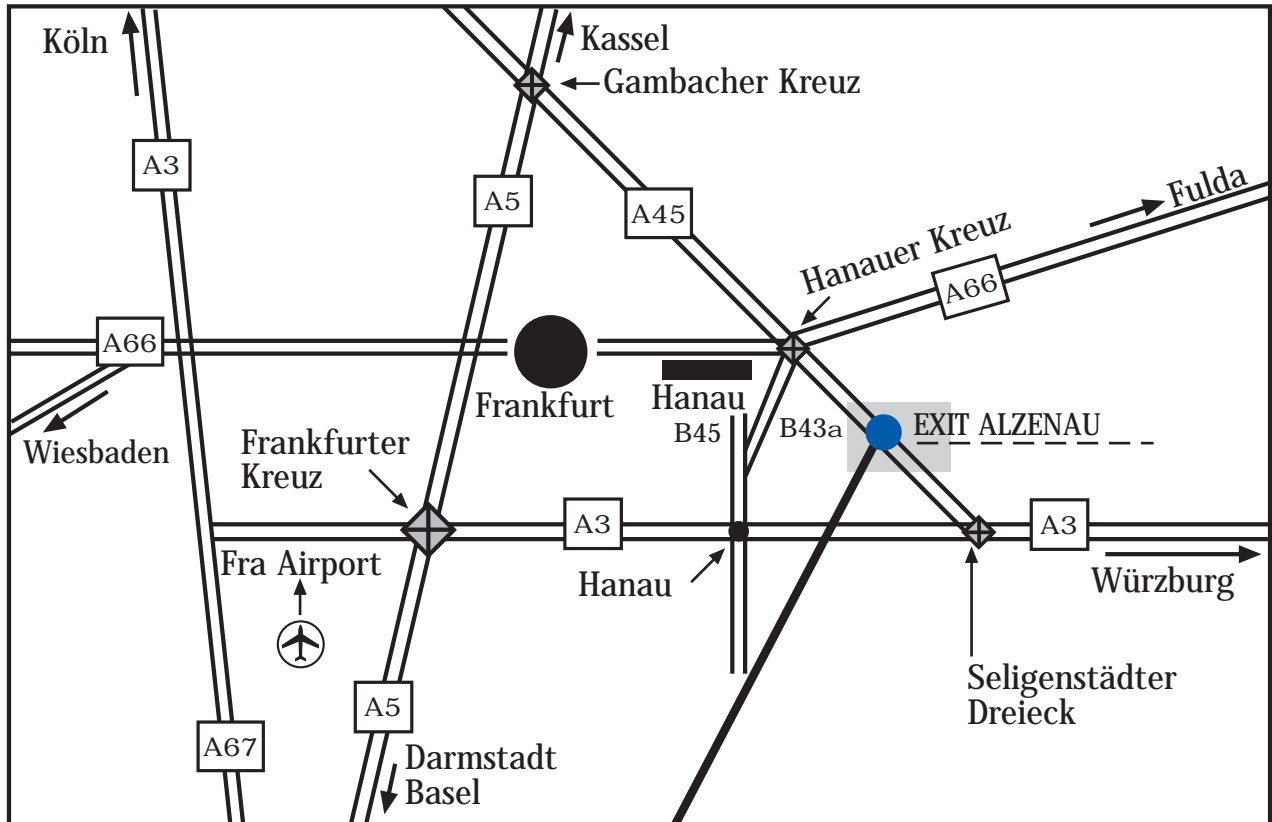 Köln
Kassel
Gambacher Kreuz
A3
A5
A45
Fulda
Hanauer Kreuz
A66
A66
Frankfurt
Hanau
B45
B43a
EXIT ALZENAU
Wiesbaden
Frankfurter
Kreuz
A3
A3
Fra Airport
Hanau
Würzburg
Seligenstädter
Dreieck
A5
A67
Darmstadt
Basel